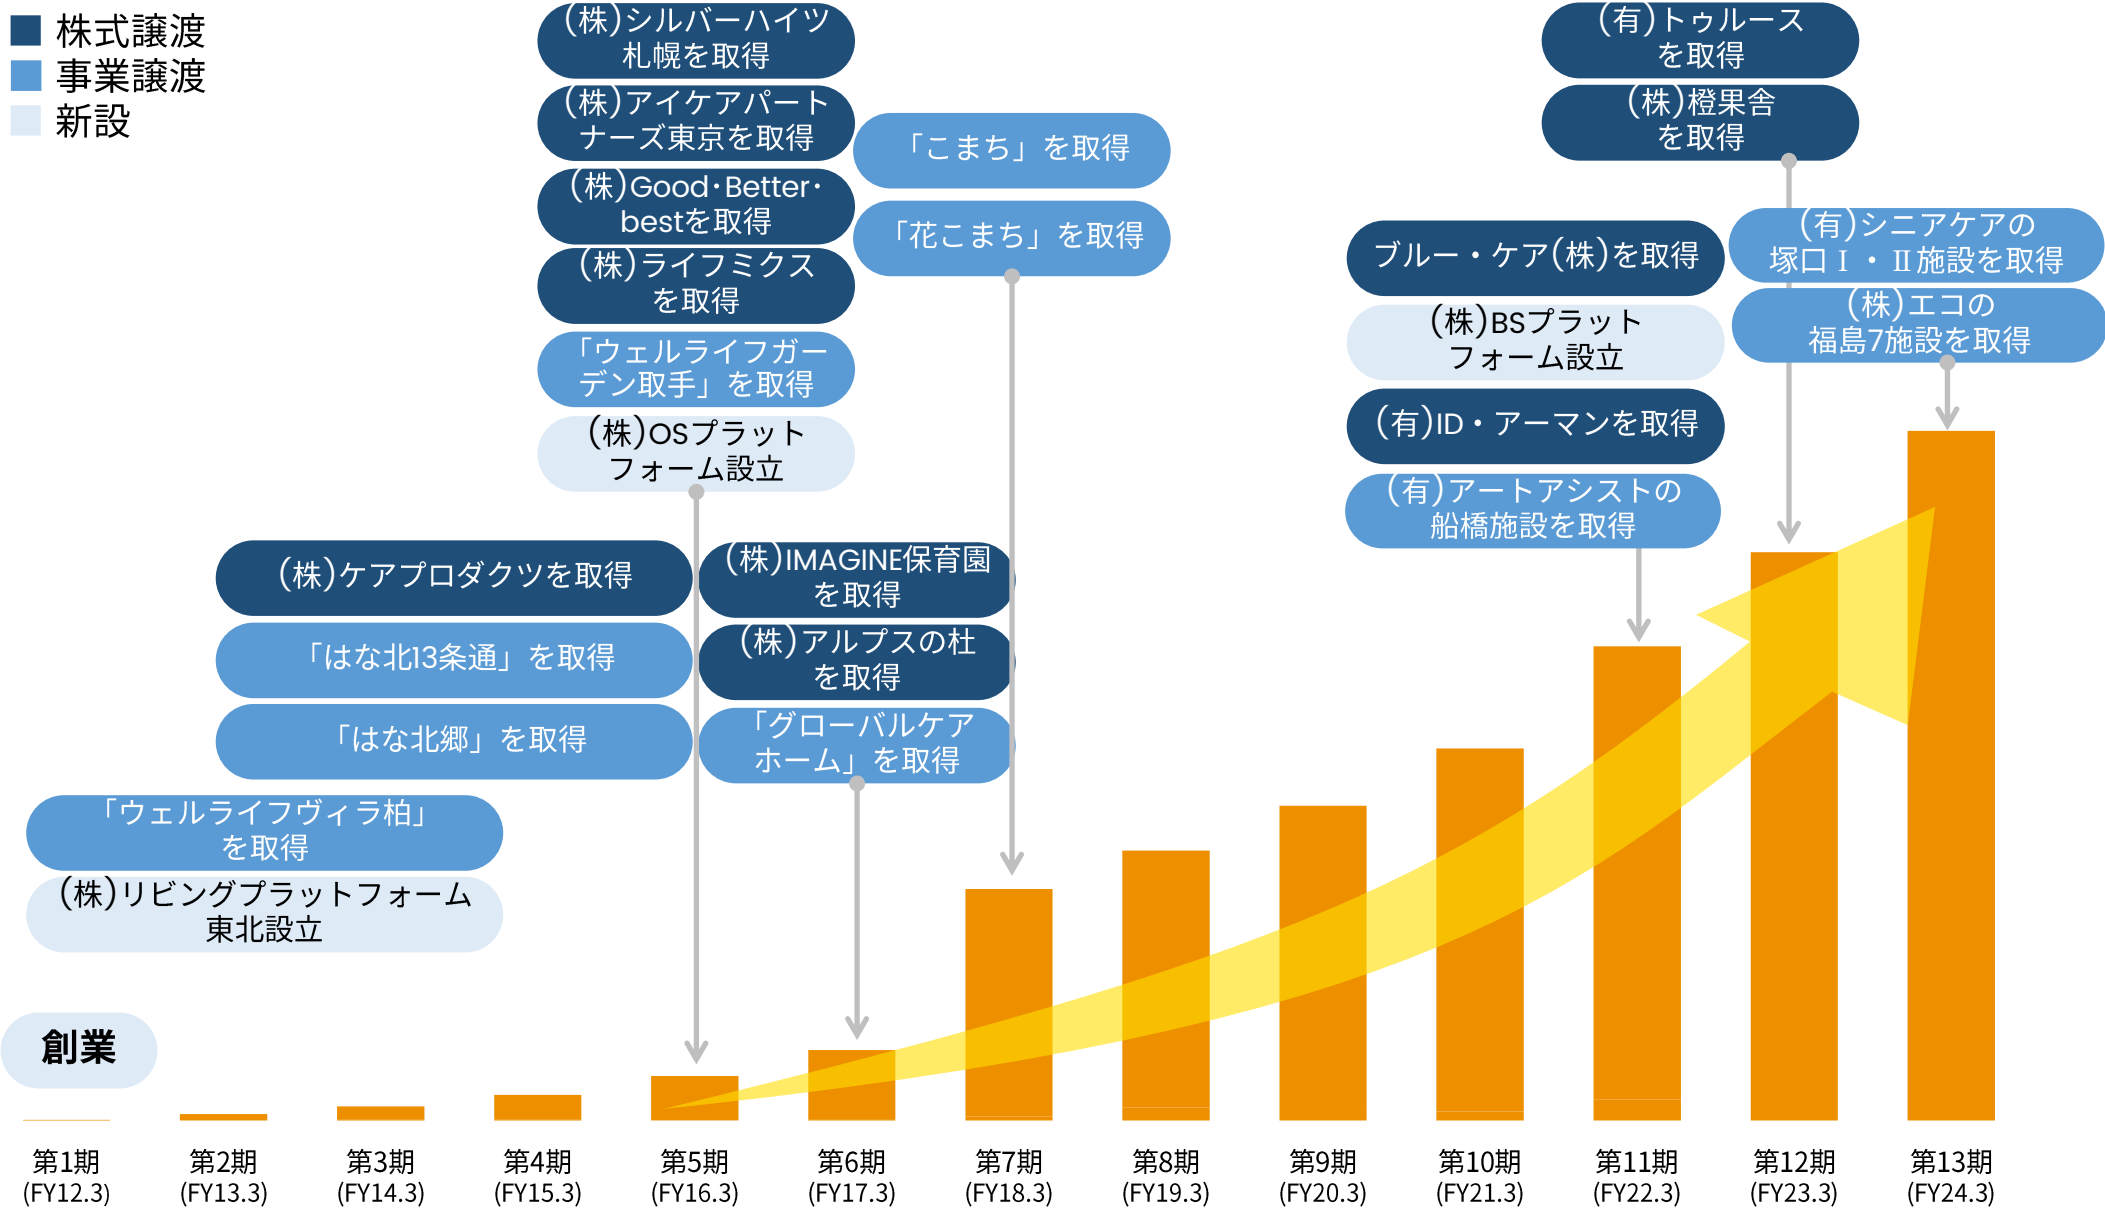 株式譲渡
事業譲渡
新設
(株)シルバーハイツ
札幌を取得
(株)アイケアパート
ナーズ東京を取得
(株)Good･Better･
bestを取得
(株)ライフミクス
を取得
「ウェルライフガー
デン取手」を取得
(株)OSプラット
フォーム設立
「こまち」を取得
「花こまち」を取得
(有)トゥルース
を取得
(株)橙果舎
を取得
ブルー・ケア(株)を取得
(株)BSプラット
フォーム設立
(有)ID・アーマンを取得
(有)アートアシストの
船橋施設を取得
(有)シニアケアの
塚口Ⅰ・Ⅱ施設を取得
(株)エコの
福島7施設を取得
(株)ケアプロダクツを取得
「はな北13条通」を取得
「はな北郷」を取得
(株)IMAGINE保育園
を取得
(株)アルプスの杜
を取得
「グローバルケア
ホーム」を取得
「ウェルライフヴィラ柏」
を取得
(株)リビングプラットフォーム
東北設立
創業
第1期
(FY12.3)
第2期
(FY13.3)
第3期
(FY14.3)
第4期
(FY15.3)
第5期
(FY16.3)
第6期
(FY17.3)
第7期
(FY18.3)
第8期
(FY19.3)
第9期
(FY20.3)
第10期
(FY21.3)
第11期
(FY22.3)
第12期
(FY23.3)
第13期
(FY24.3)